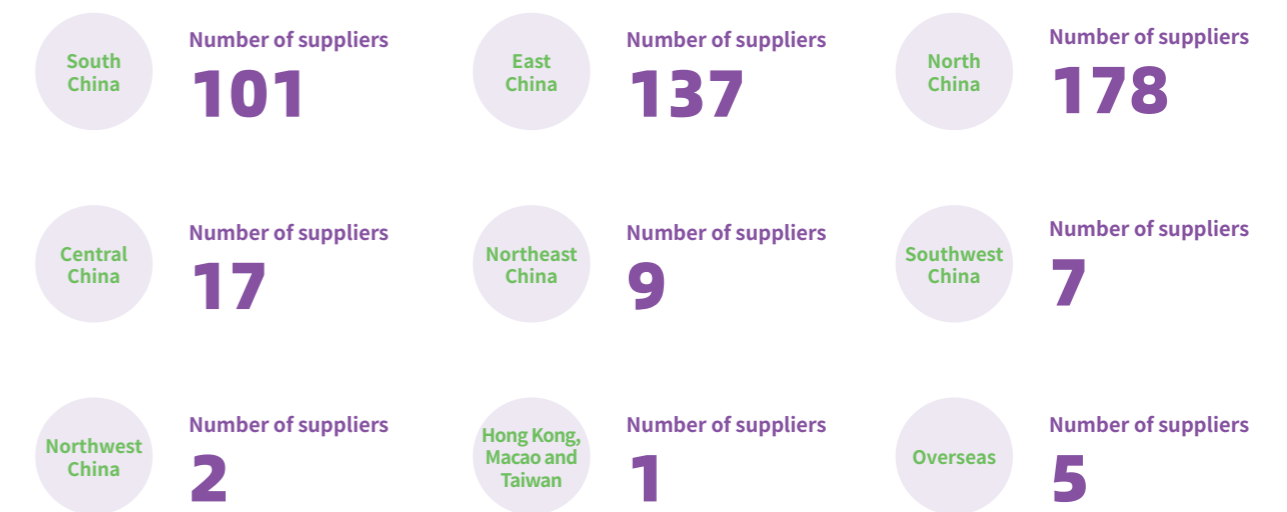 South
China
Number of suppliers
101
East
China
Number of suppliers
137
North
China
Number of suppliers
178
Central
China
Number of suppliers
17
Northeast
China
Number of suppliers
9
Southwest
China
Number of suppliers
7
Northwest
China
Number of suppliers
2
Hong Kong,
Macao and
Taiwan
Number of suppliers
1
Overseas
Number of suppliers
5